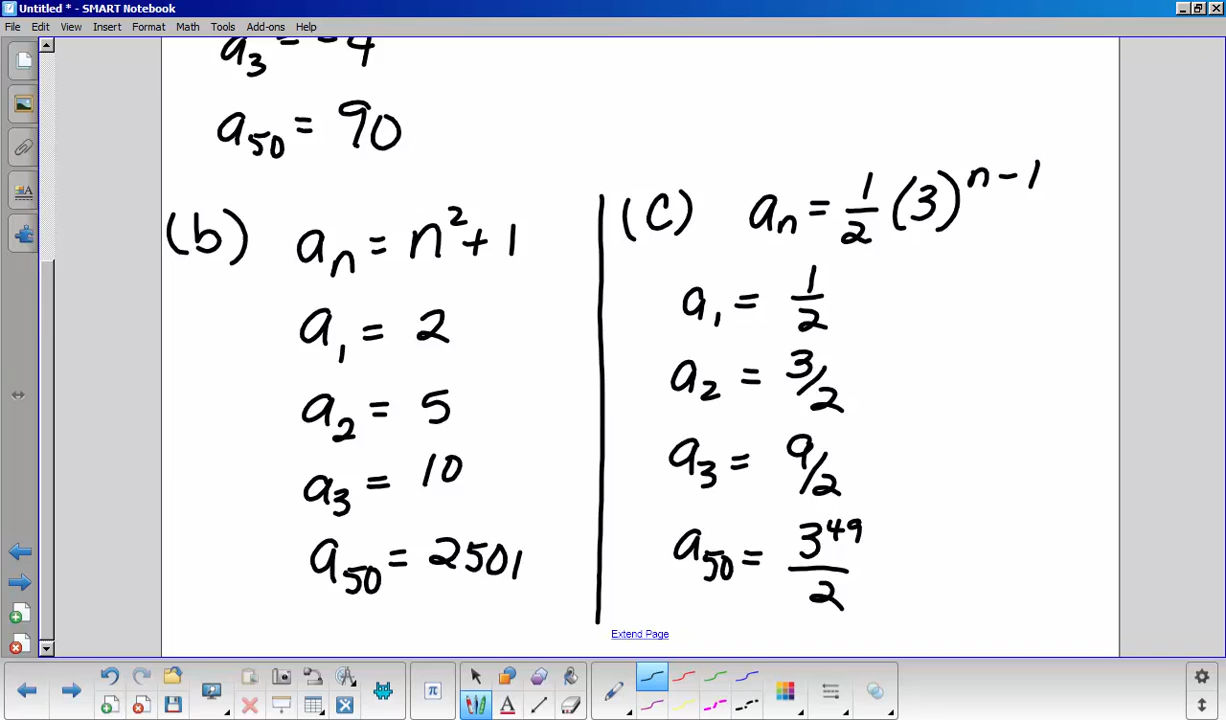 Untitled * - SMART Notebook
File Edit View Insert Format Math Tools Add-ons Help
a₃ = -4
a₅₀ = 90
(b) aₙ = n² + 1
a₁ = 2
a₂ = 5
a₃ = 10
a₅₀ = 2501
(C) aₙ = 1/2 (3)ⁿ⁻¹
a₁ = 1/2
a₂ = 3/2
a₃ = 9/2
a₅₀ = 3⁴⁹/2
Extend Page
π
A